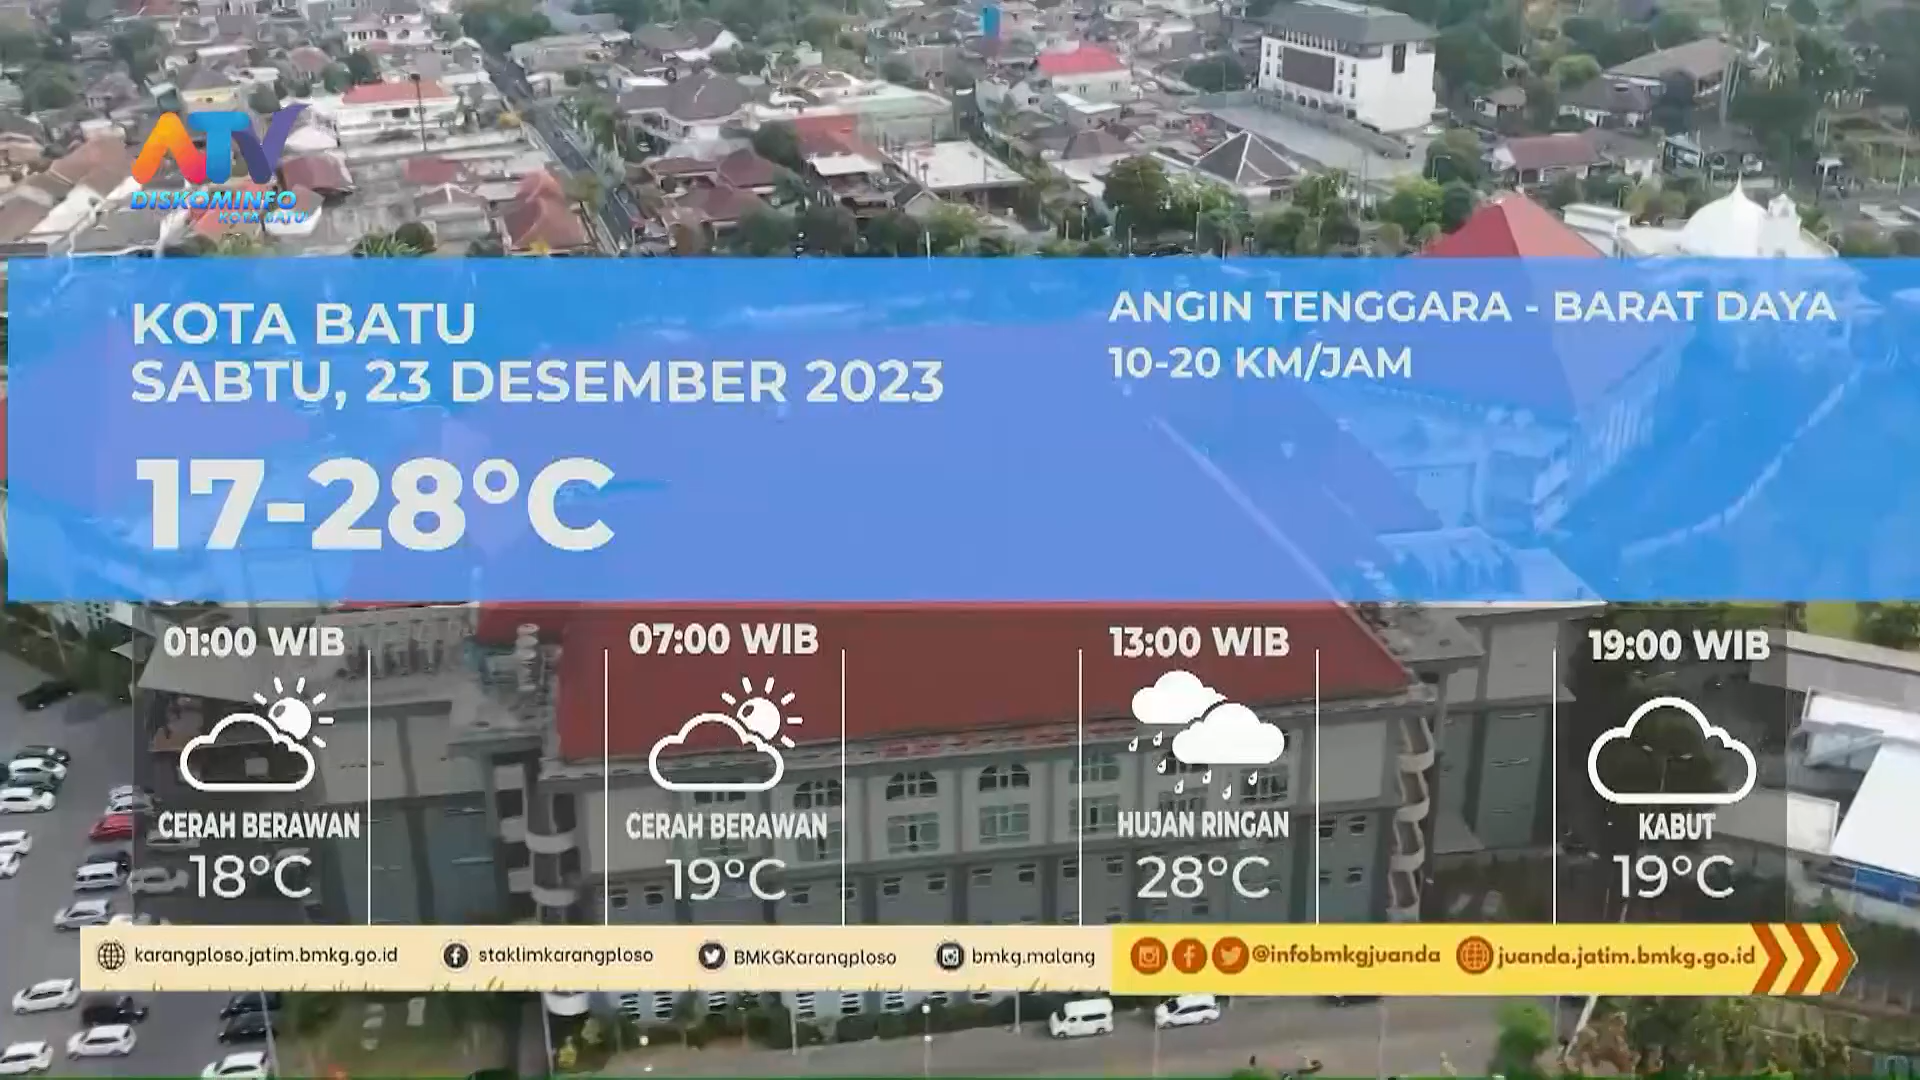 ATV
DISKOMINFO
KOTA BATU
KOTA BATU
SABTU, 23 DESEMBER 2023
17-28°C
ANGIN TENGGARA - BARAT DAYA
10-20 KM/JAM
01:00 WIB
CERAH BERAWAN
18°C
07:00 WIB
CERAH BERAWAN
19°C
13:00 WIB
HUJAN RINGAN
28°C
19:00 WIB
KABUT
19°C
karangploso.jatim.bmkg.go.id
staklimkarangploso
BMKGKarangploso
bmkg.malang
@infobmkgjuanda
juanda.jatim.bmkg.go.id